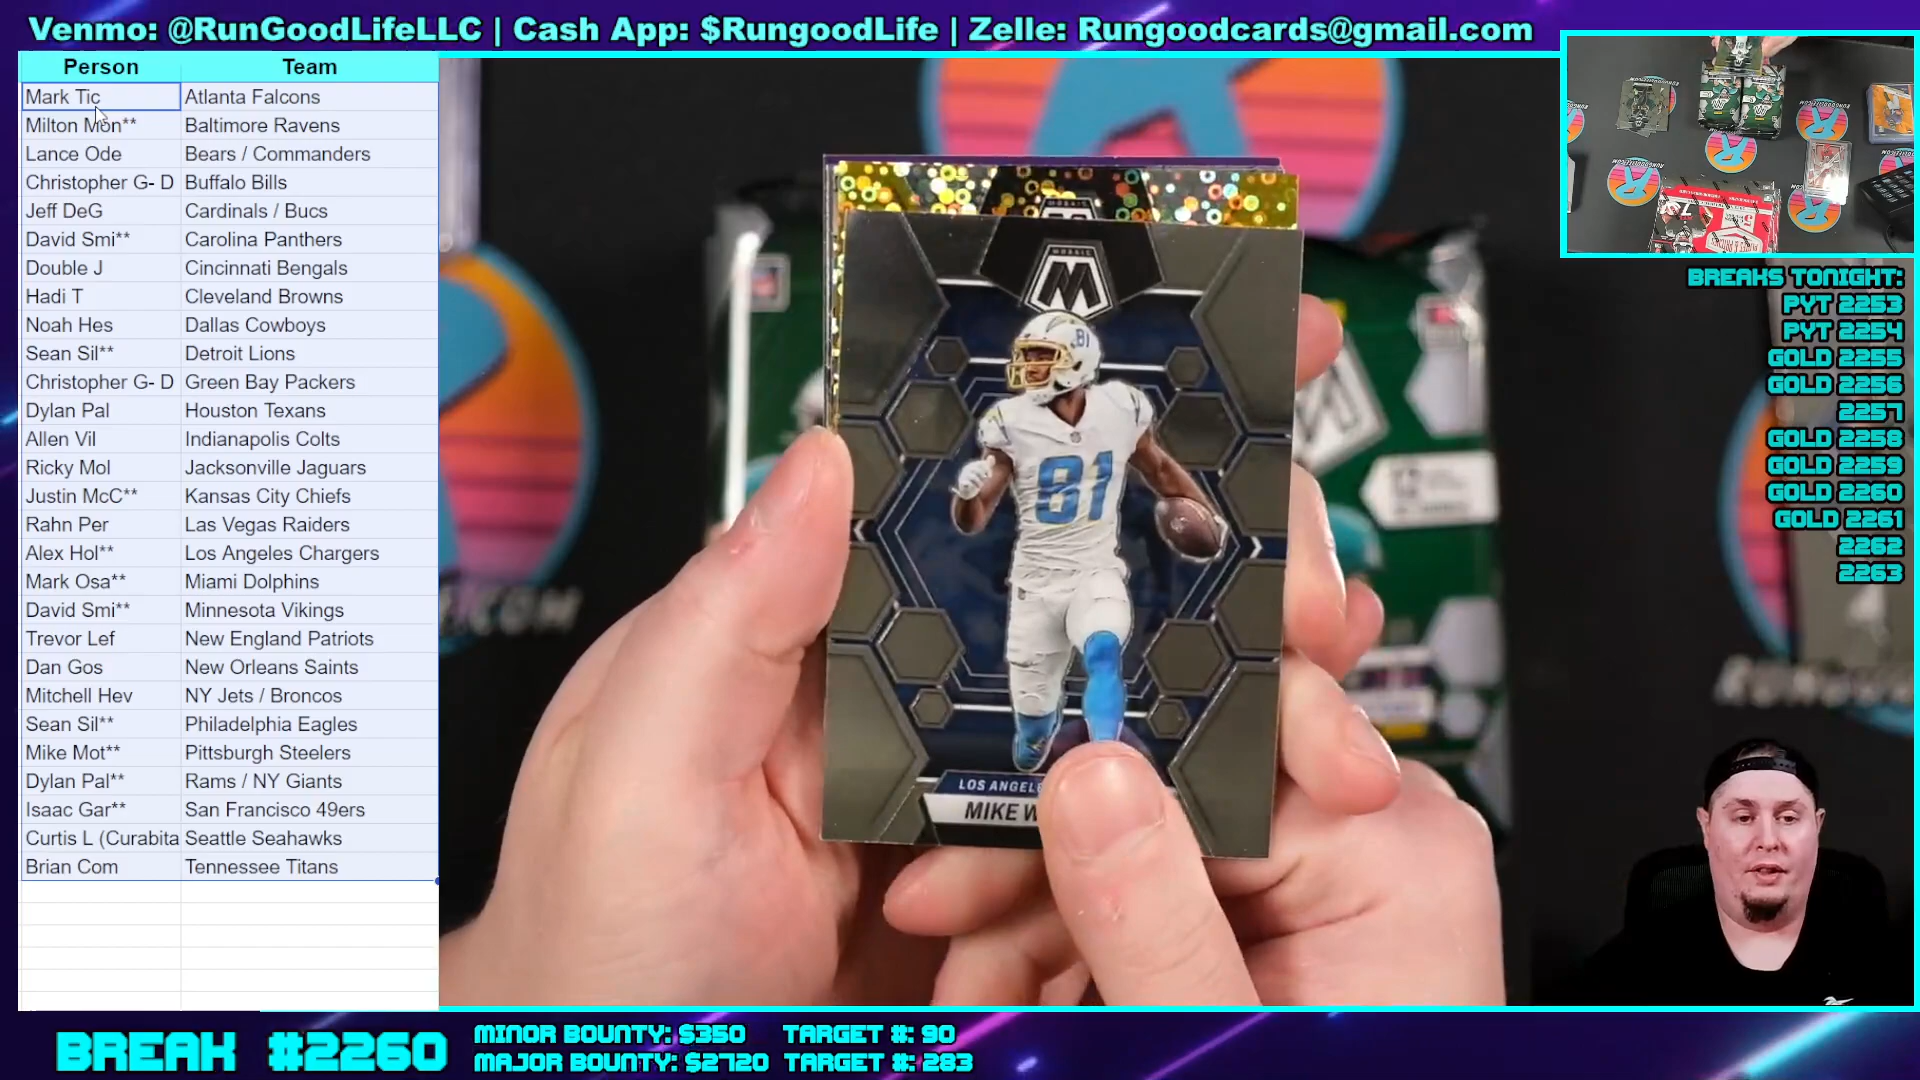 Venmo: @RunGoodLifeLLC | Cash App: $RungoodLife | Zelle: Rungoodcards@gmail.com
Person Team
Mark Tic Atlanta Falcons
Milton Mon** Baltimore Ravens
Lance Ode Bears / Commanders
Christopher G- D Buffalo Bills
Jeff DeG Cardinals / Bucs
David Smi** Carolina Panthers
Double J Cincinnati Bengals
Hadi T Cleveland Browns
Noah Hes Dallas Cowboys
Sean Sil** Detroit Lions
Christopher G- D Green Bay Packers
Dylan Pal Houston Texans
Allen Vil Indianapolis Colts
Ricky Mol Jacksonville Jaguars
Justin McC** Kansas City Chiefs
Rahn Per Las Vegas Raiders
Alex Hol** Los Angeles Chargers
Mark Osa** Miami Dolphins
David Smi** Minnesota Vikings
Trevor Lef New England Patriots
Dan Gos New Orleans Saints
Mitchell Hev NY Jets / Broncos
Sean Sil** Philadelphia Eagles
Mike Mot** Pittsburgh Steelers
Dylan Pal** Rams / NY Giants
Isaac Gar** San Francisco 49ers
Curtis L (Curabita Seattle Seahawks
Brian Com Tennessee Titans
MOSAIC
M
81
81
LOS ANGELE
MIKE W
BREAKS TONIGHT:
PYT 2253
PYT 2254
GOLD 2255
GOLD 2256
2257
GOLD 2258
GOLD 2259
GOLD 2260
GOLD 2261
2262
2263
BREAK #2260
MINOR BOUNTY: $350 TARGET #: 90
MAJOR BOUNTY: $2720 TARGET #: 283